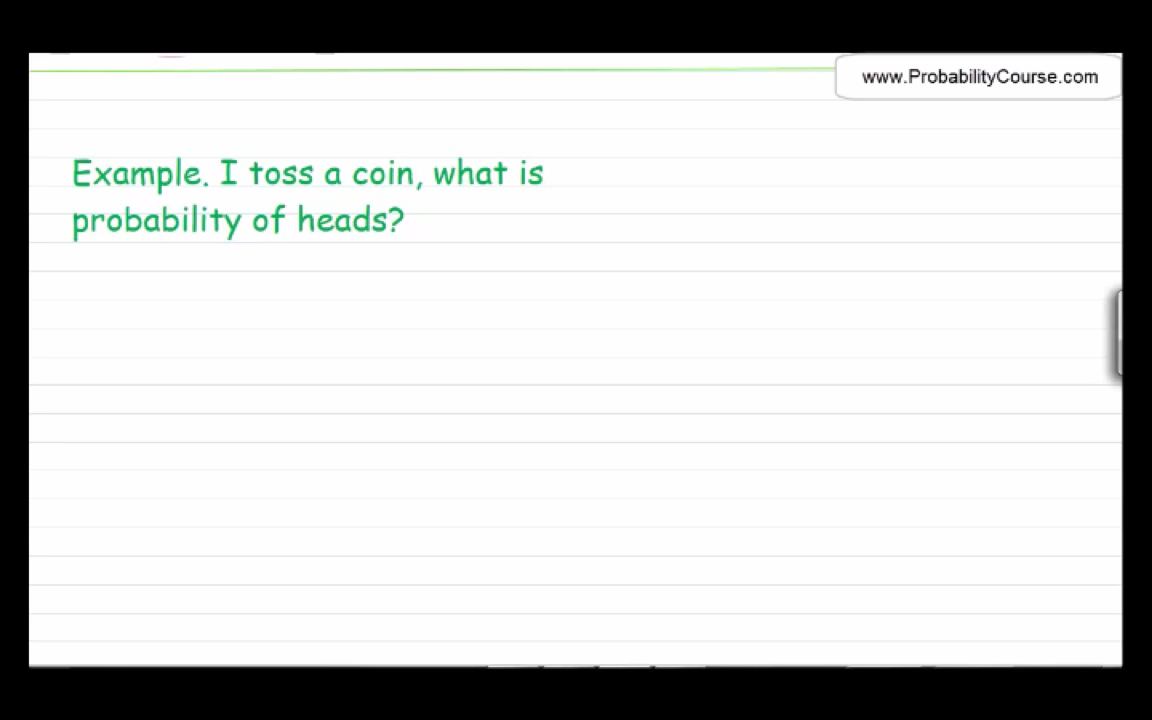 www.ProbabilityCourse.com
Example. I toss a coin, what is
probability of heads?